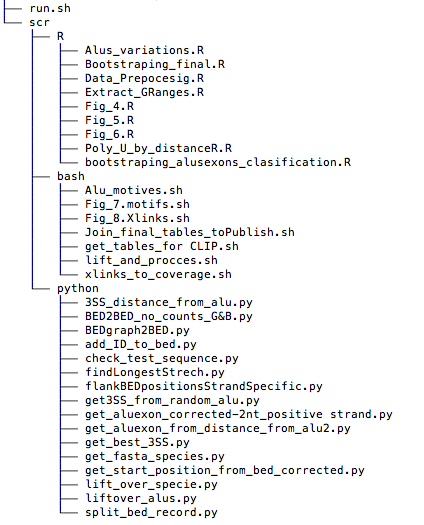 run.sh
scr
R
Alus_variations.R
Bootstraping_final.R
Data_Prepocesig.R
Extract_GRanges.R
Fig_4.R
Fig_5.R
Fig_6.R
Poly_U_by_distanceR.R
bootstraping_alusexons_clasification.R
bash
Alu_motives.sh
Fig_7.motifs.sh
Fig_8.Xlinks.sh
Join_final_tables_toPublish.sh
get_tables_for CLIP.sh
lift_and_procces.sh
xlinks_to_coverage.sh
python
3SS_distance_from_alu.py
BED2BED_no_counts_G&B.py
BEDgraph2BED.py
add_ID_to_bed.py
check_test_sequence.py
findLongestStrech.py
flankBEDpositionsStrandSpecific.py
get3SS_from_random_alu.py
get_aluexon_corrected-2nt_positive strand.py
get_aluexon_from_distance_from_alu2.py
get_best_3SS.py
get_fasta_species.py
get_start_position_from_bed_corrected.py
lift_over_specie.py
liftover_alus.py
split_bed_record.py